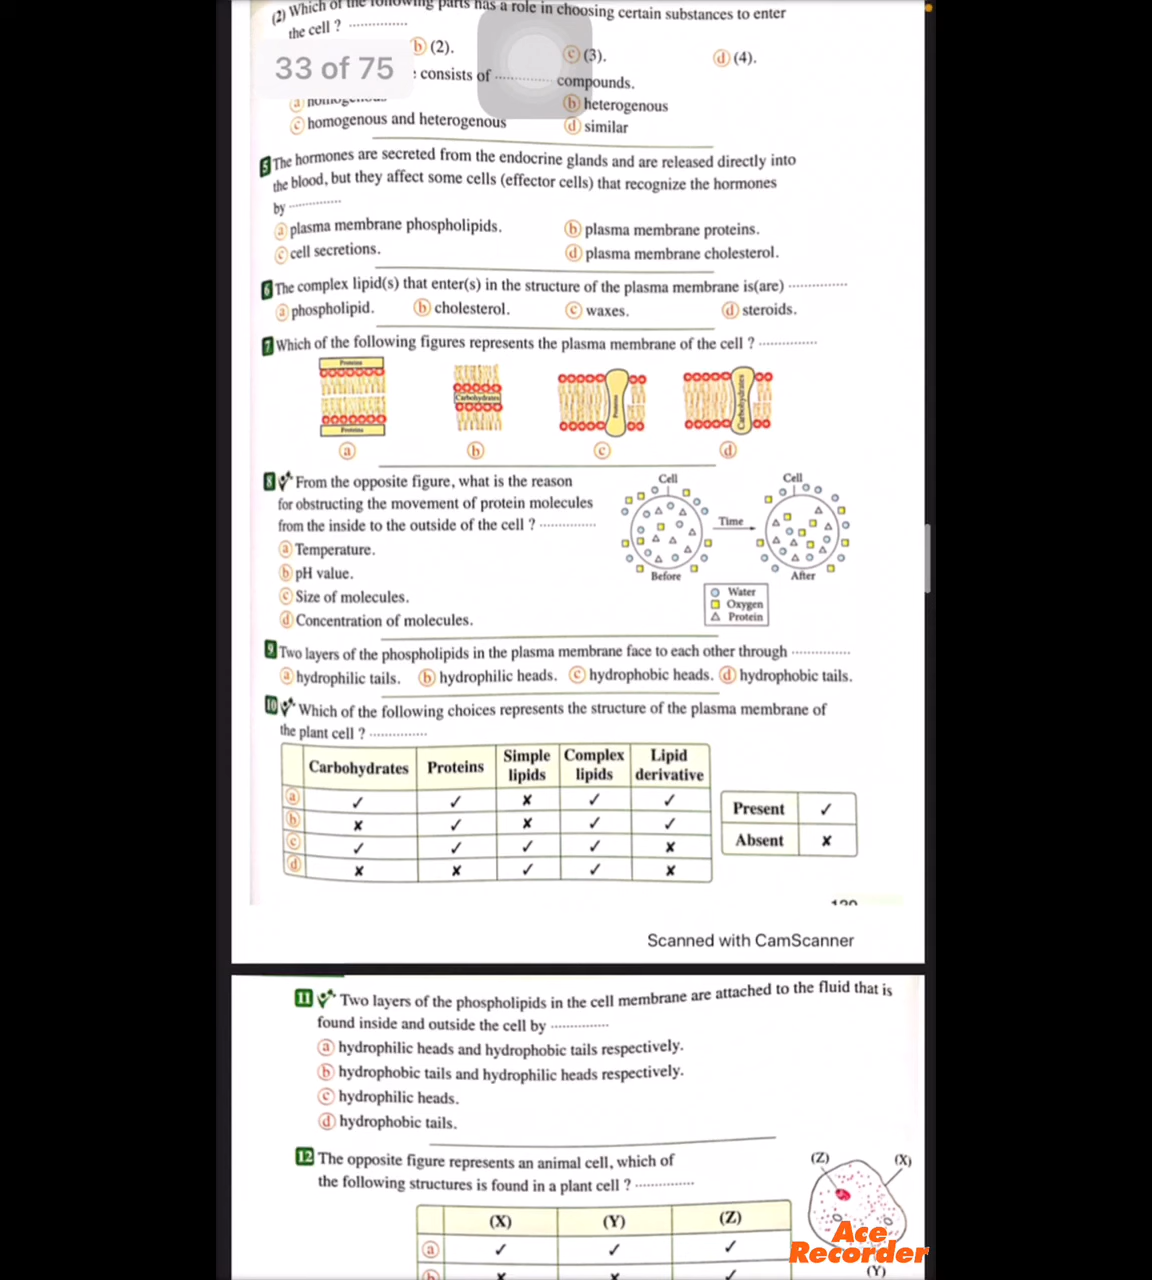 (2) Which of the following parts has a role in choosing certain substances to enter
the cell ? ···············
ⓑ (2).
ⓒ (3).
ⓓ (4).
33 of 75
consists of ··············· compounds.
ⓐ
ⓑ heterogenous
ⓒ homogenous and heterogenous
ⓓ similar
5 The hormones are secreted from the endocrine glands and are released directly into
the blood, but they affect some cells (effector cells) that recognize the hormones
by ···············
ⓐ plasma membrane phospholipids.
ⓑ plasma membrane proteins.
ⓒ cell secretions.
ⓓ plasma membrane cholesterol.
6 The complex lipid(s) that enter(s) in the structure of the plasma membrane is(are) ···············
ⓐ phospholipid. ⓑ cholesterol. ⓒ waxes. ⓓ steroids.
7 Which of the following figures represents the plasma membrane of the cell ? ···············
Proteins
Carbohydrates
Proteins
Carbohydrates
Proteins
ⓐ ⓑ ⓒ ⓓ
8 From the opposite figure, what is the reason
for obstructing the movement of protein molecules
from the inside to the outside of the cell ? ···············
ⓐ Temperature.
ⓑ pH value.
ⓒ Size of molecules.
ⓓ Concentration of molecules.
Cell
Cell
Time
Before
After
Water
Oxygen
Protein
9 Two layers of the phospholipids in the plasma membrane face to each other through ···············
ⓐ hydrophilic tails. ⓑ hydrophilic heads. ⓒ hydrophobic heads. ⓓ hydrophobic tails.
10 Which of the following choices represents the structure of the plasma membrane of
the plant cell ? ···············
Carbohydrates Proteins Simple lipids Complex lipids Lipid derivative
ⓐ ✓ ✓ ✗ ✓ ✓
ⓑ ✗ ✓ ✗ ✓ ✓
ⓒ ✓ ✓ ✓ ✓ ✗
ⓓ ✗ ✗ ✓ ✓ ✗
Present ✓
Absent ✗
Scanned with CamScanner
11 Two layers of the phospholipids in the cell membrane are attached to the fluid that is
found inside and outside the cell by ···············
ⓐ hydrophilic heads and hydrophobic tails respectively.
ⓑ hydrophobic tails and hydrophilic heads respectively.
ⓒ hydrophilic heads.
ⓓ hydrophobic tails.
12 The opposite figure represents an animal cell, which of
the following structures is found in a plant cell ? ···············
(Z)
(X)
(Y)
(X) (Y) (Z)
ⓐ ✓ ✓ ✓
ⓑ ✗ ✗ ✓
Ace
Recorder